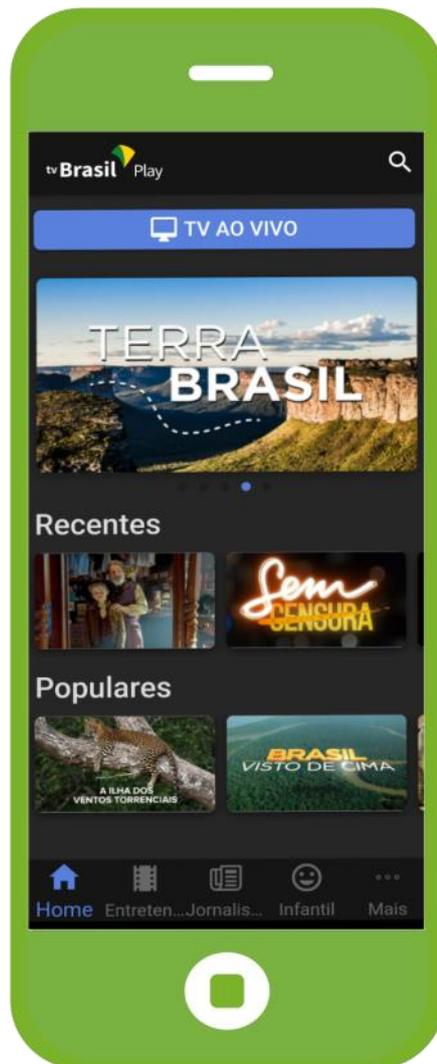 tv Brasil Play
TV AO VIVO
TERRA
BRASIL
Recentes
Sem
CENSURA
Populares
A ILHA DOS
VENTOS TORRENCIAIS
BRASIL
VISTO DE CIMA
Home Entreten... Jornalis... Infantil Mais